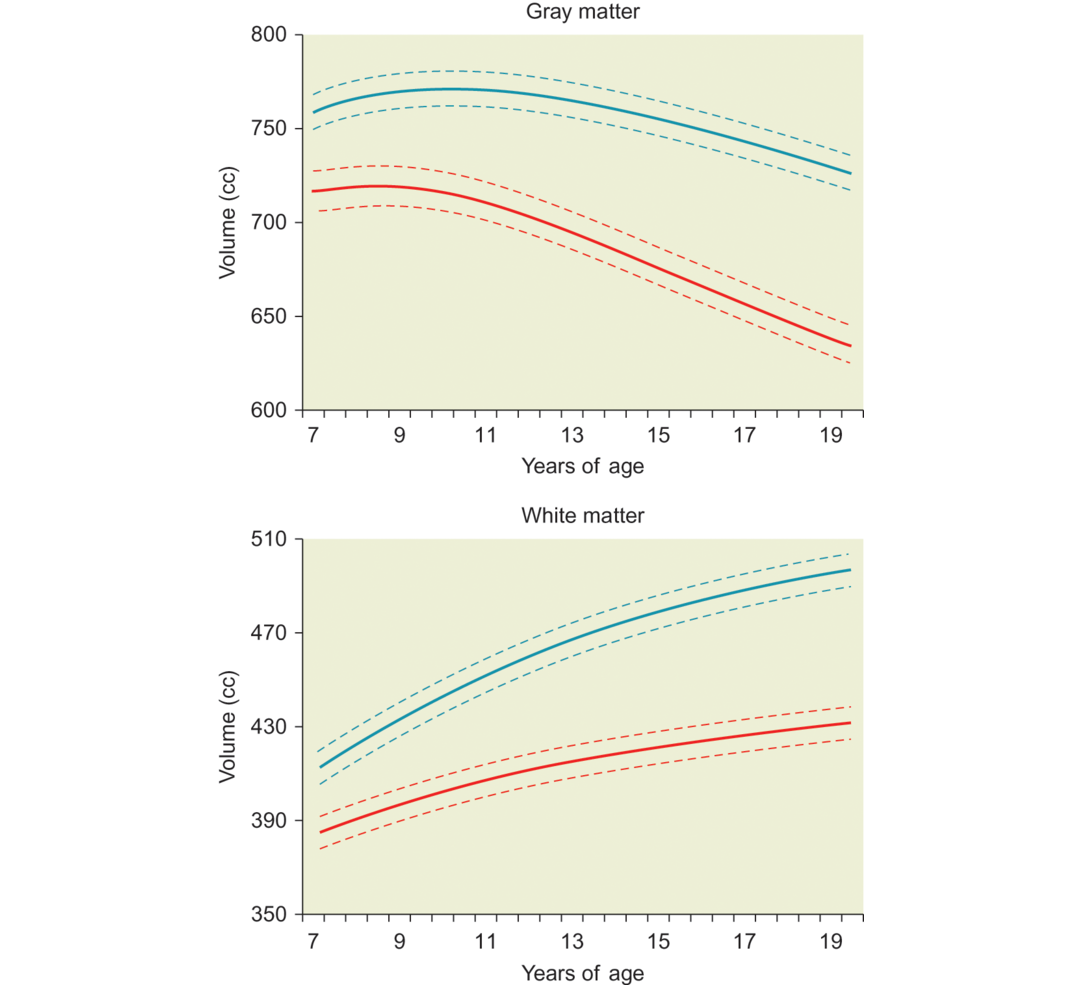 Gray matter
800
750
700
650
600
Volume (cc)
7 9 11 13 15 17 19
Years of age
White matter
510
470
430
390
350
Volume (cc)
7 9 11 13 15 17 19
Years of age